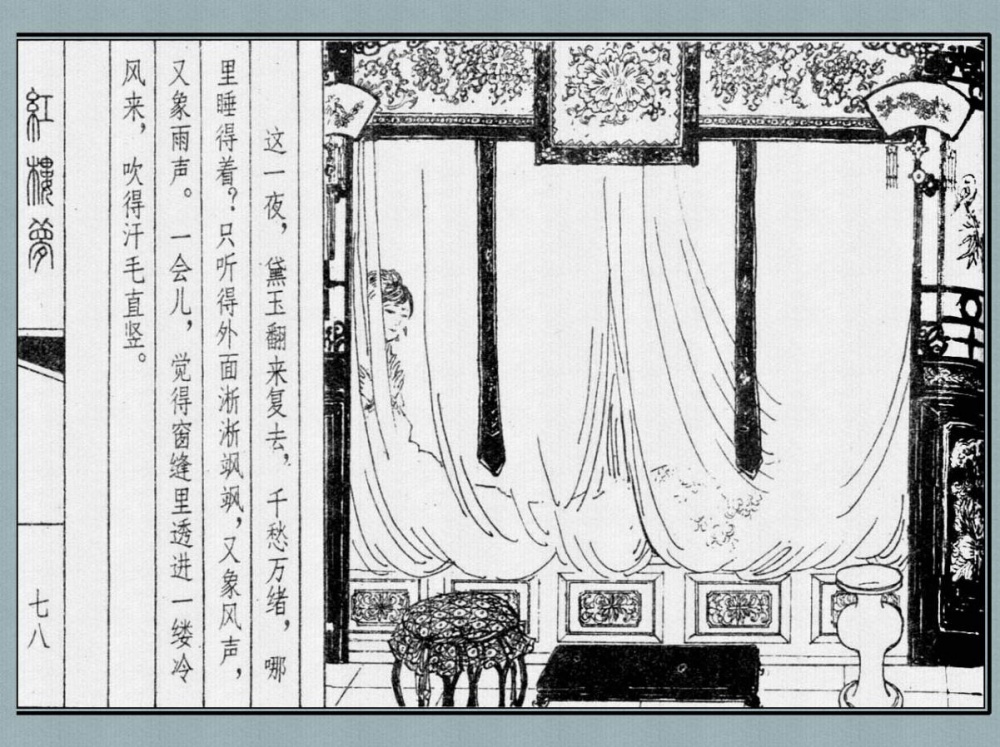 这一夜，黛玉翻来复去，千愁万绪，哪
里睡得着？只听得外面淅淅飒飒，又象风声，
又象雨声。一会儿，觉得窗缝里透进一缕冷
风来，吹得汗毛直竖。
紅樓夢
七八